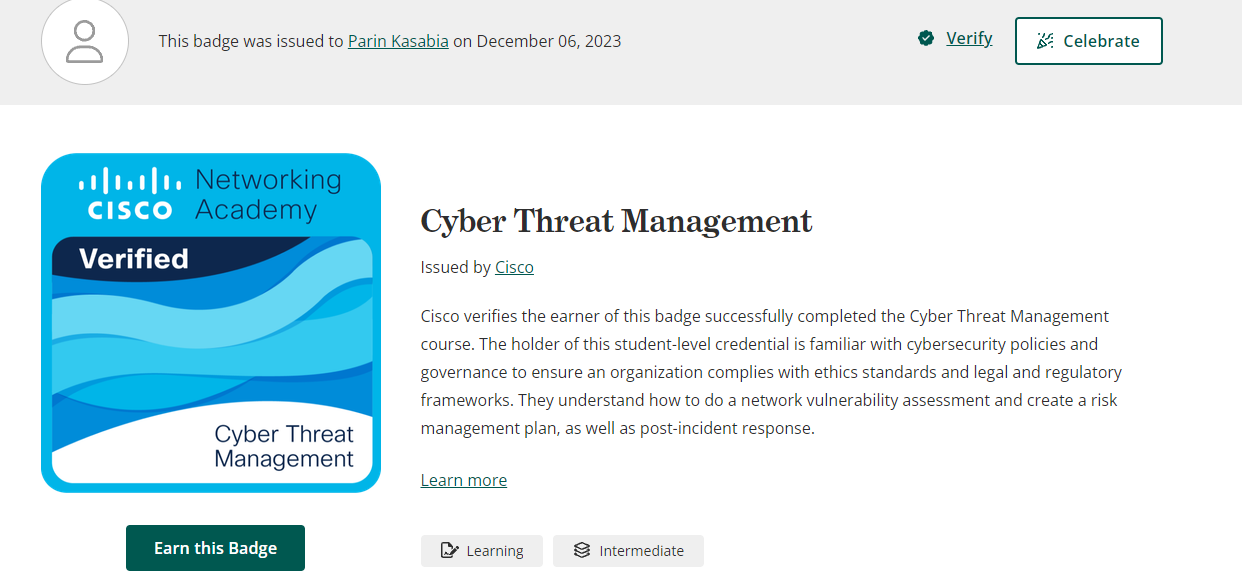 This badge was issued to Parin Kasabia on December 06, 2023
Verify
Celebrate
CISCO
Networking
Academy
Verified
Cyber Threat
Management
Earn this Badge
Cyber Threat Management
Issued by Cisco
Cisco verifies the earner of this badge successfully completed the Cyber Threat Management
course. The holder of this student-level credential is familiar with cybersecurity policies and
governance to ensure an organization complies with ethics standards and legal and regulatory
frameworks. They understand how to do a network vulnerability assessment and create a risk
management plan, as well as post-incident response.
Learn more
Learning
Intermediate